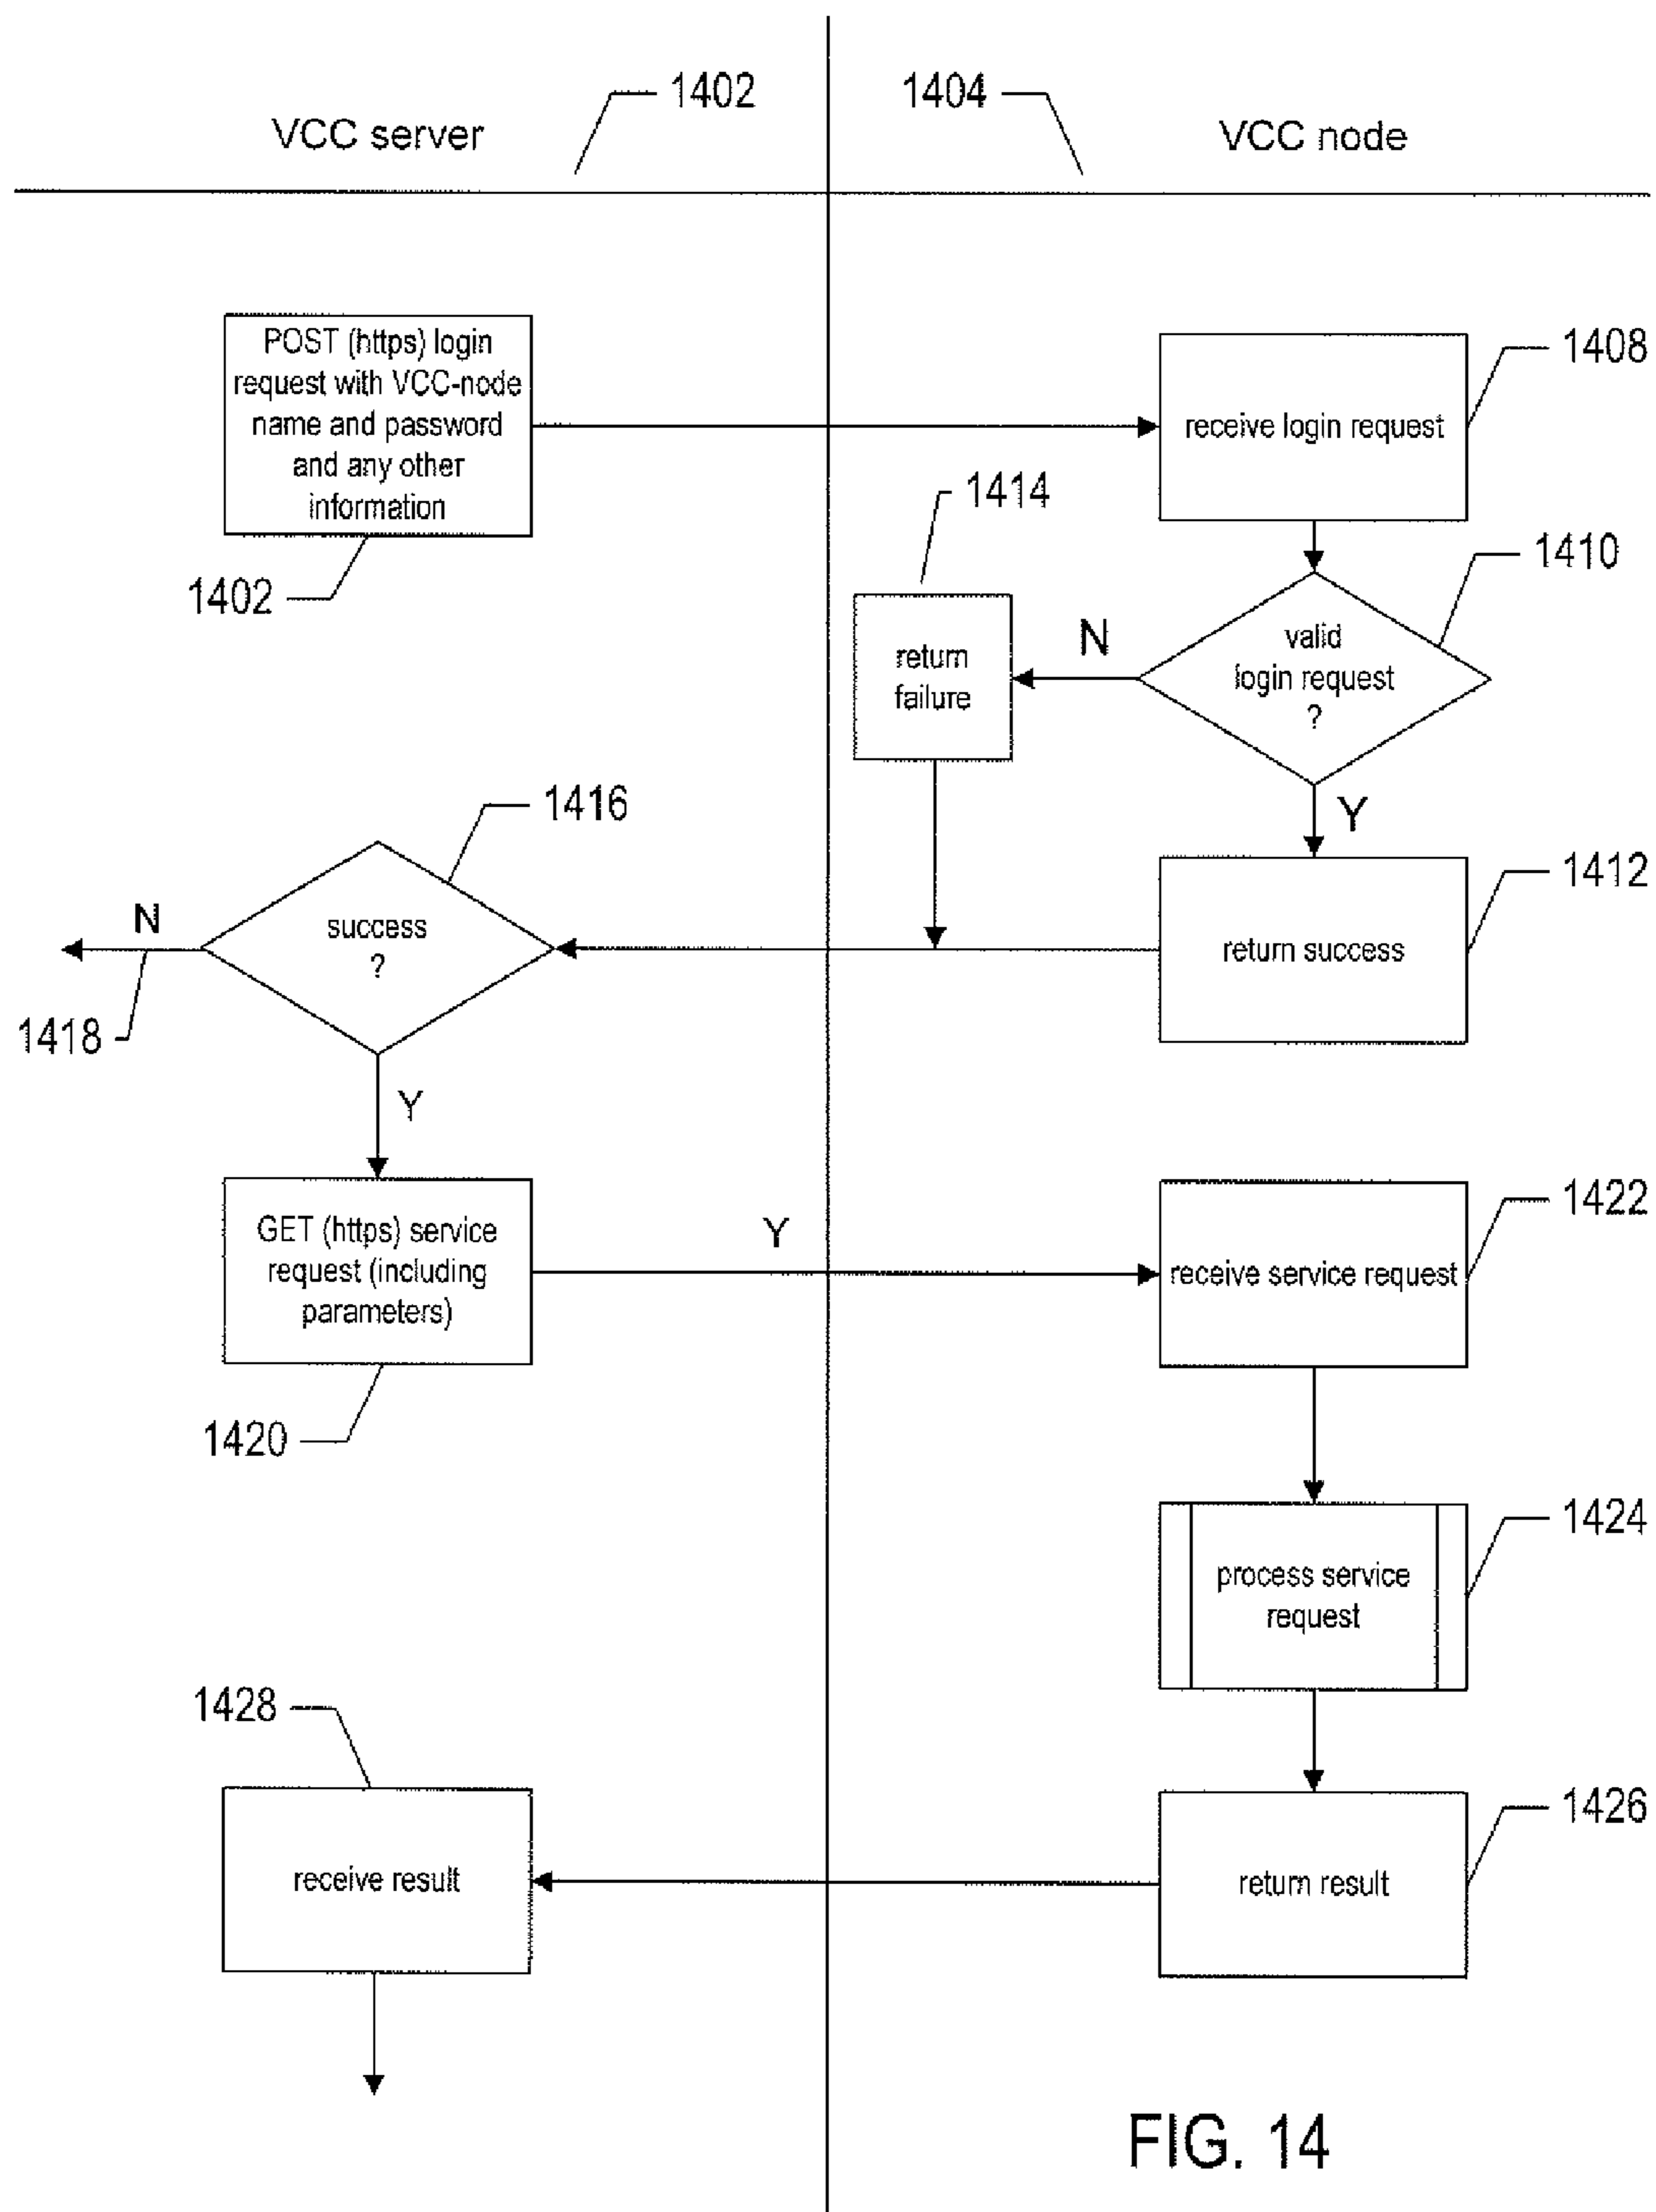 1402
1404
VCC server
VCC node
POST (https) login
request with VCC-node
name and password
and any other
information
1402
receive login request
1408
1414
1410
return
failure
N
valid
login request
?
Y
1416
1412
N
success
?
return success
1418
Y
GET (https) service
request (including
parameters)
Y
1420
receive service request
1422
process service
request
1424
1428
receive result
return result
1426
FIG. 14